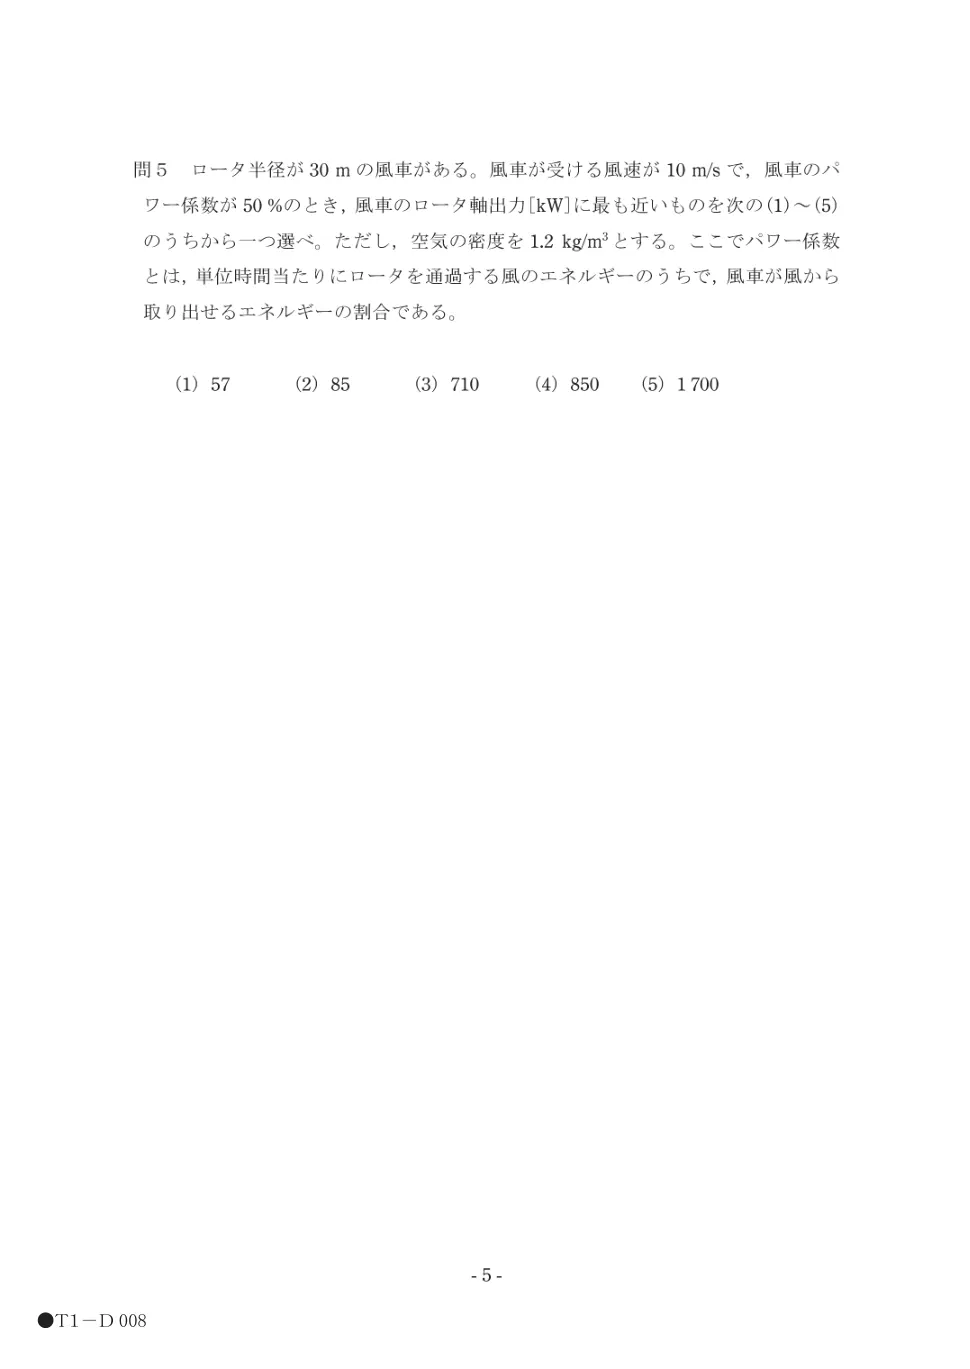 問５　ロータ半径が 30 m の風車がある。風車が受ける風速が 10 m/s で，風車のパ
ワー係数が 50 %のとき，風車のロータ軸出力[kW]に最も近いものを次の(1)～(5)
のうちから一つ選べ。ただし，空気の密度を 1.2 kg/m³ とする。ここでパワー係数
とは，単位時間当たりにロータを通過する風のエネルギーのうちで，風車が風から
取り出せるエネルギーの割合である。
(1) 57　(2) 85　(3) 710　(4) 850　(5) 1 700
- 5 -
●T1－D 008